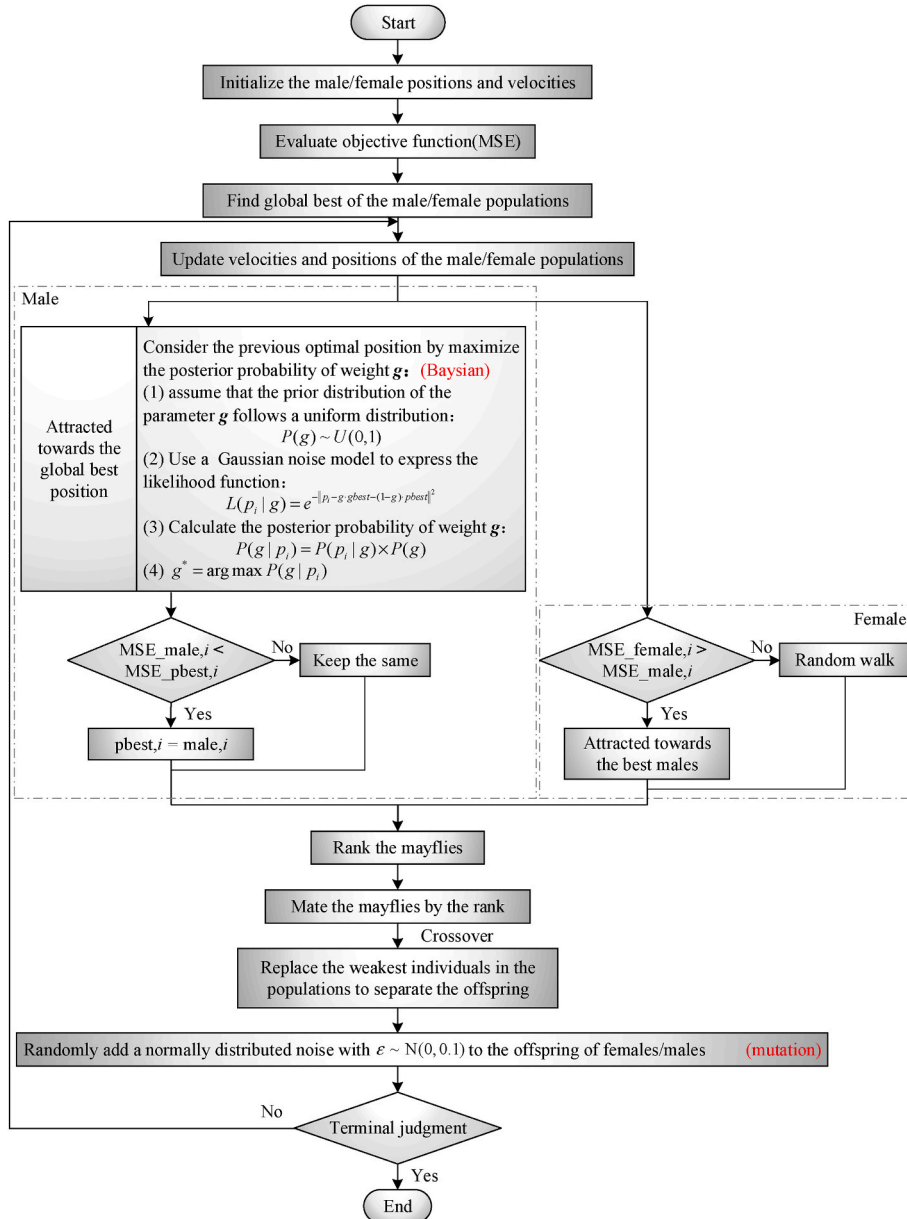 Start
Initialize the male/female positions and velocities
Evaluate objective function(MSE)
Find global best of the male/female populations
Update velocities and positions of the male/female populations
Male
Attracted
towards the
global best
position
Consider the previous optimal position by maximize
the posterior probability of weight g: (Baysian)
(1) assume that the prior distribution of the
parameter g follows a uniform distribution:
P(g) ~ U(0,1)
(2) Use a Gaussian noise model to express the
likelihood function:
L(p_i | g) = e^{-‖p_i-g·gbest-(1-g)·pbest‖^2}
(3) Calculate the posterior probability of weight g:
P(g | p_i) = P(p_i | g) × P(g)
(4) g^* = arg max P(g | p_i)
Female
MSE_male,i <
MSE_pbest,i
No
Keep the same
Yes
pbest,i = male,i
MSE_female,i >
MSE_male,i
No
Random walk
Yes
Attracted towards
the best males
Rank the mayflies
Mate the mayflies by the rank
Crossover
Replace the weakest individuals in the
populations to separate the offspring
Randomly add a normally distributed noise with ε ~ N(0, 0.1) to the offspring of females/males (mutation)
No
Terminal judgment
Yes
End